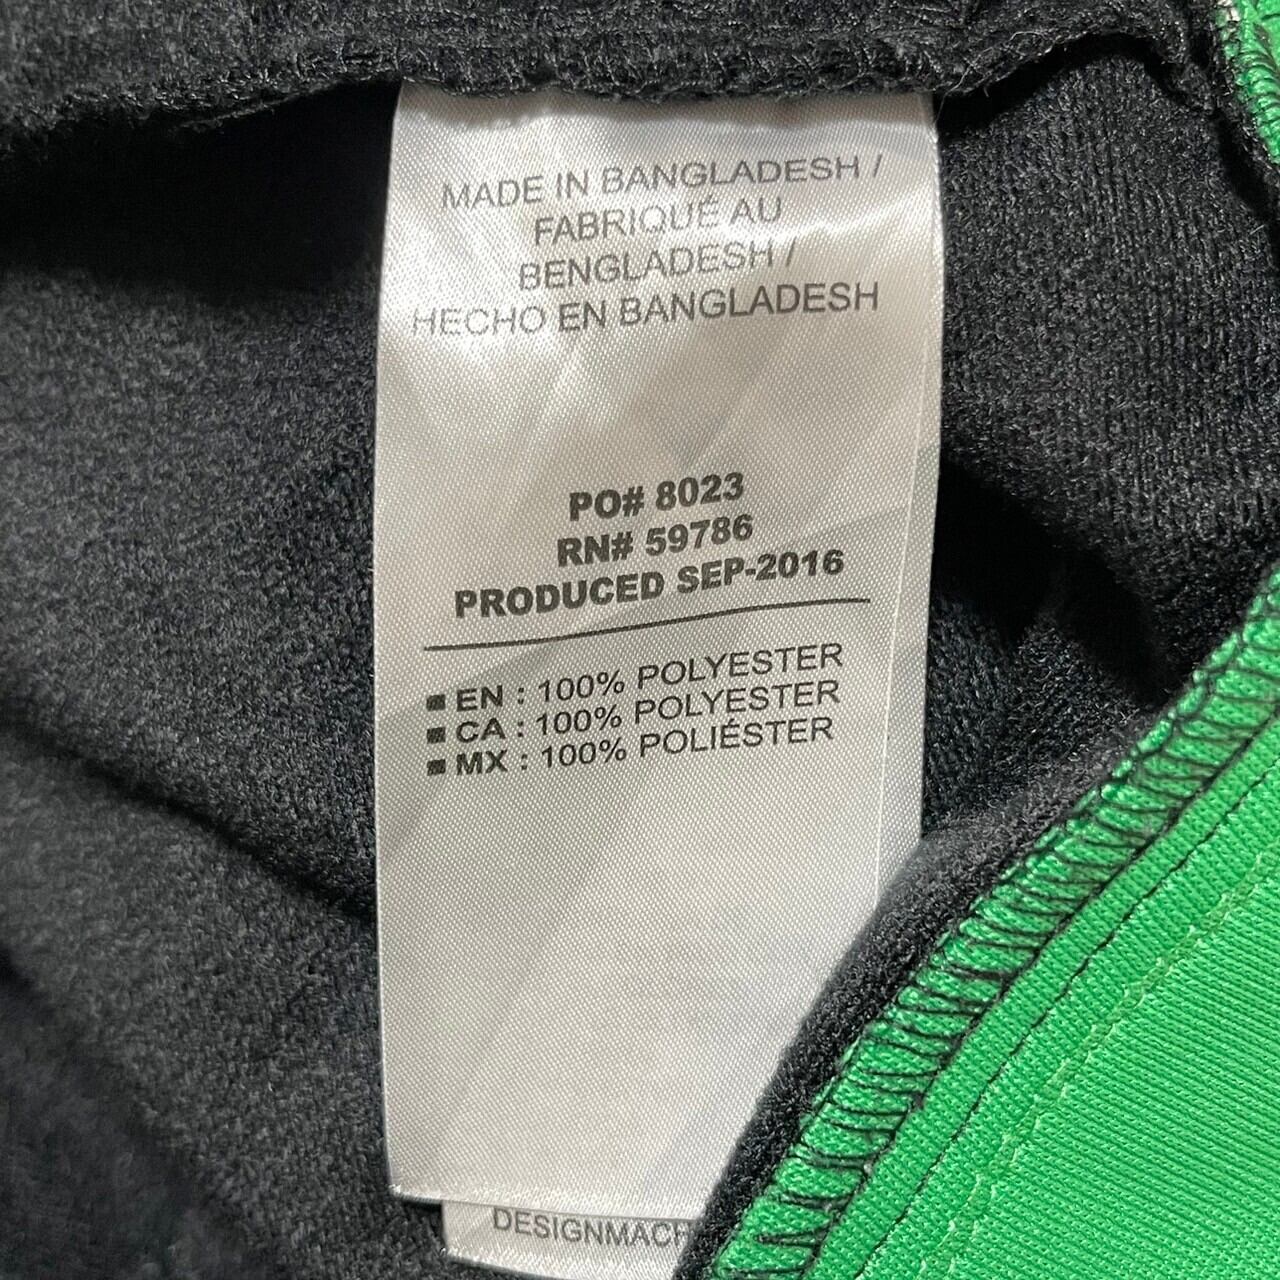 MADE IN BANGLADESH /
FABRIQUÉ AU
BENGLADESH /
HECHO EN BANGLADESH
PO# 8023
RN# 59786
PRODUCED SEP-2016
EN : 100% POLYESTER
CA : 100% POLYESTER
MX : 100% POLIÉSTER